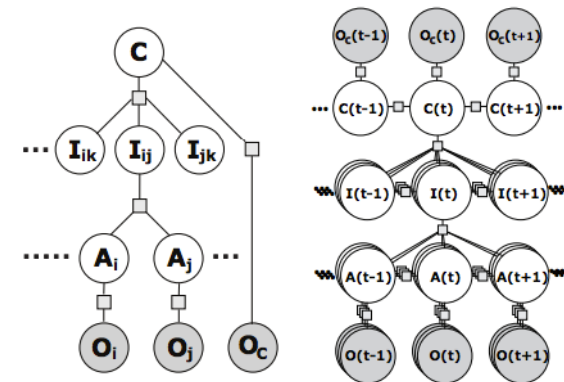 C
I_ik I_ij I_jk
A_i A_j
O_i O_j O_C
O_C(t-1) O_C(t) O_C(t+1)
C(t-1) C(t) C(t+1)
I(t-1) I(t) I(t+1)
A(t-1) A(t) A(t+1)
O(t-1) O(t) O(t+1)